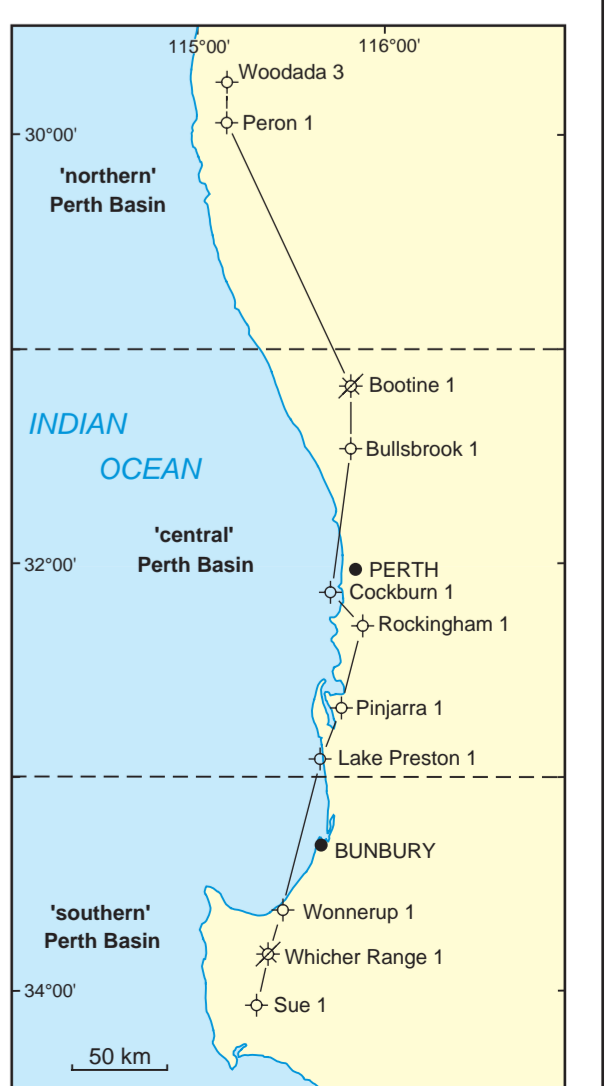 115°00' 116°00'
Woodada 3
Peron 1
30°00'
'northern'
Perth Basin
Bootine 1
INDIAN
OCEAN
Bullsbrook 1
'central'
Perth Basin
32°00'
PERTH
Cockburn 1
Rockingham 1
Pinjarra 1
Lake Preston 1
BUNBURY
'southern'
Perth Basin
Wonnerup 1
Whicher Range 1
34°00'
Sue 1
50 km